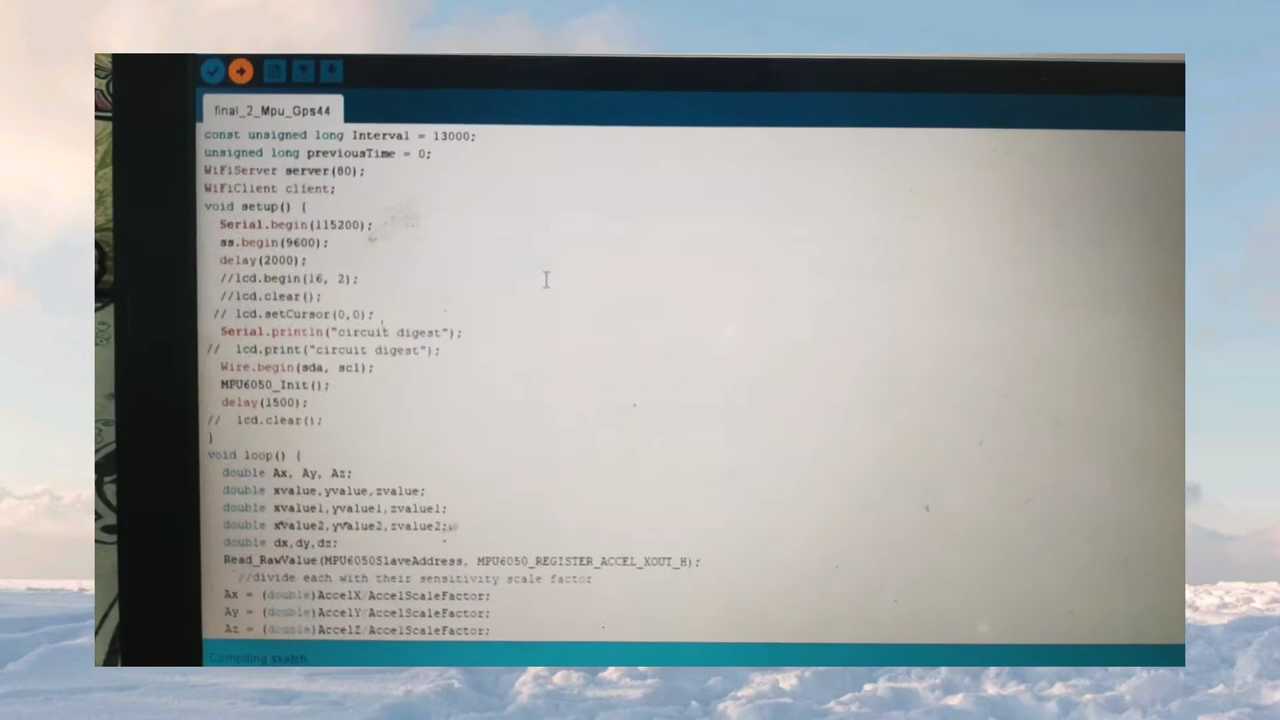 final_2_Mpu_Gps44
const unsigned long Interval = 13000;
unsigned long previousTime = 0;
WiFiServer server(80);
WiFiClient client;
void setup() {
Serial.begin(115200);
ss.begin(9600);
delay(2000);
//lcd.begin(16, 2);
//lcd.clear();
// lcd.setCursor(0,0);
Serial.println("circuit digest");
// lcd.print("circuit digest");
Wire.begin(sda, scl);
MPU6050_Init();
delay(1500);
// lcd.clear();
}
void loop() {
double Ax, Ay, Az;
double xvalue,yvalue,zvalue;
double xvalue1,yvalue1,zvalue1;
double xvalue2,yvalue2,zvalue2;
double dx,dy,dz;
Read_RawValue(MPU6050SlaveAddress, MPU6050_REGISTER_ACCEL_XOUT_H);
//divide each with their sensitivity scale factor
Ax = (double)AccelX/AccelScaleFactor;
Ay = (double)AccelY/AccelScaleFactor;
Az = (double)AccelZ/AccelScaleFactor;
Compiling sketch